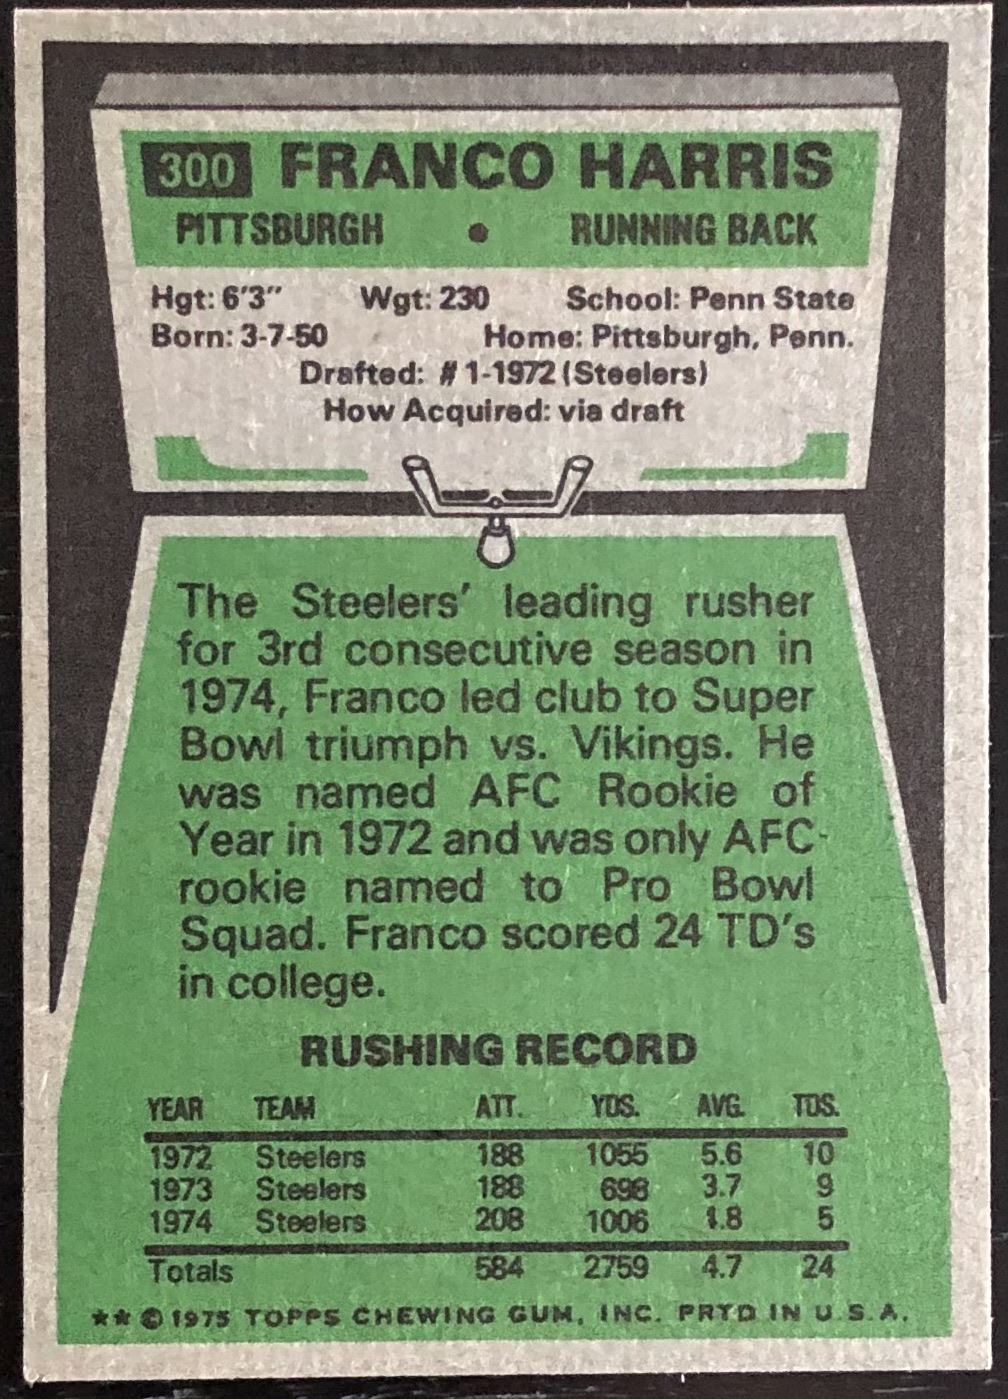 300 FRANCO HARRIS
PITTSBURGH • RUNNING BACK
Hgt: 6'3" Wgt: 230 School: Penn State
Born: 3-7-50 Home: Pittsburgh, Penn.
Drafted: #1-1972 (Steelers)
How Acquired: via draft
The Steelers' leading rusher
for 3rd consecutive season in
1974, Franco led club to Super
Bowl triumph vs. Vikings. He
was named AFC Rookie of
Year in 1972 and was only AFC
rookie named to Pro Bowl
Squad. Franco scored 24 TD's
in college.
RUSHING RECORD
YEAR TEAM ATT. YDS. AVG. TDS.
1972 Steelers 188 1055 5.6 10
1973 Steelers 188 698 3.7 9
1974 Steelers 208 1006 4.8 5
Totals 584 2759 4.7 24
** © 1975 TOPPS CHEWING GUM, INC. PRTD IN U.S.A.